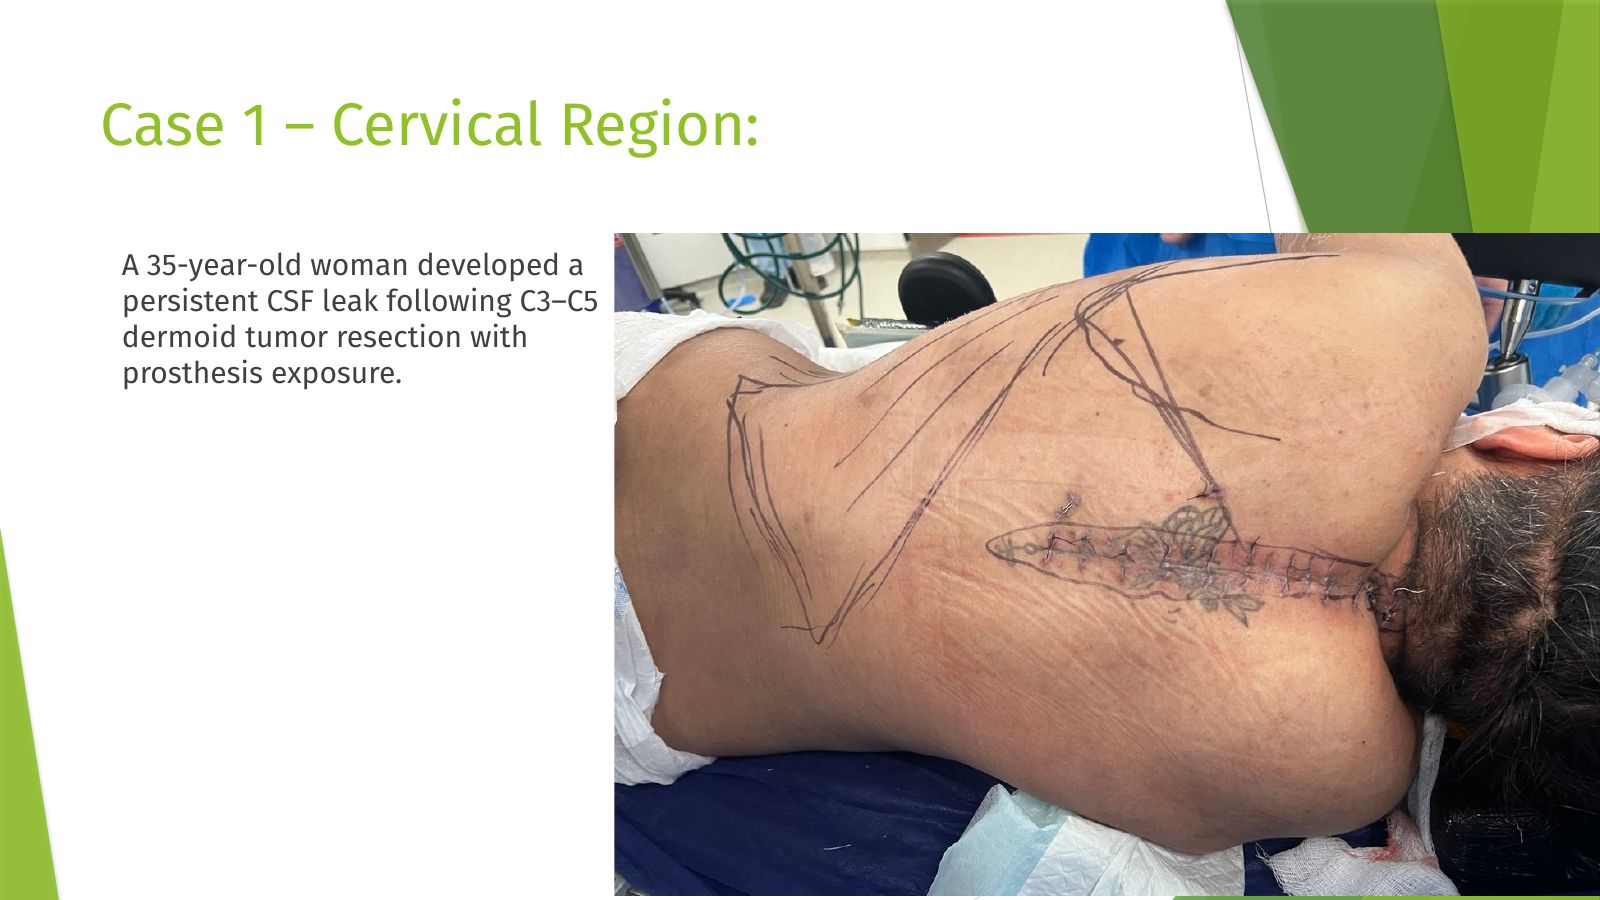 Case 1 – Cervical Region:
A 35-year-old woman developed a
persistent CSF leak following C3–C5
dermoid tumor resection with
prosthesis exposure.